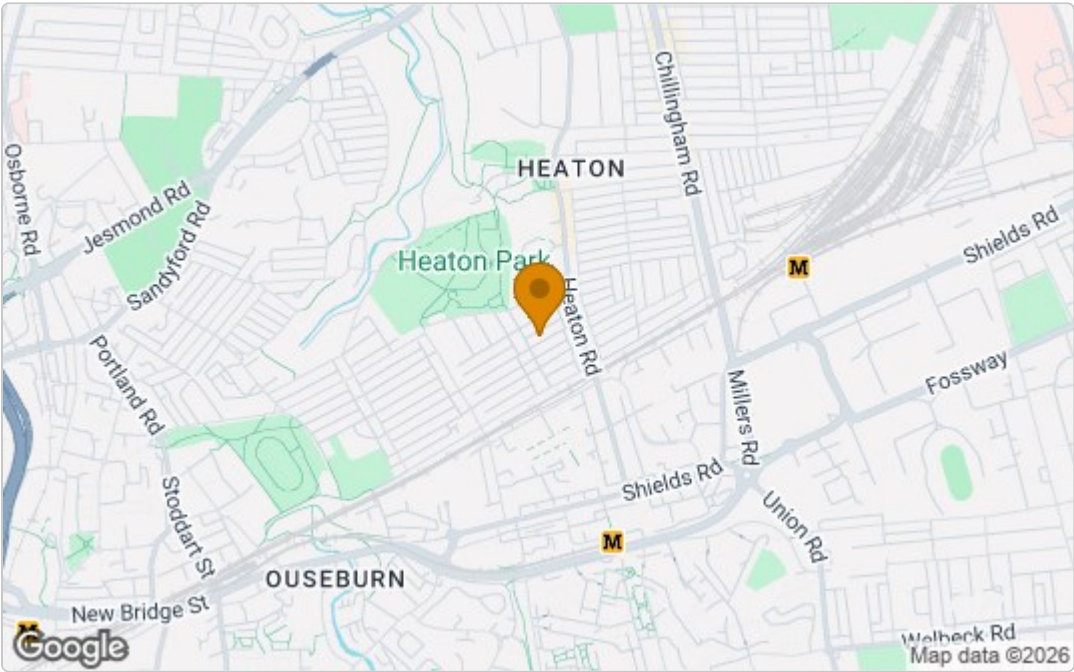 Chillingham Rd
HEATON
Osborne Rd
Jesmond Rd
Sandyford Rd
Heaton Park
Shields Rd
M
Heaton Rd
Portland Rd
Fossway
Millers Rd
Shields Rd
Stoddart St
Union Rd
M
OUSEBURN
New Bridge St
M
Welbeck Rd
Google
Map data ©2026